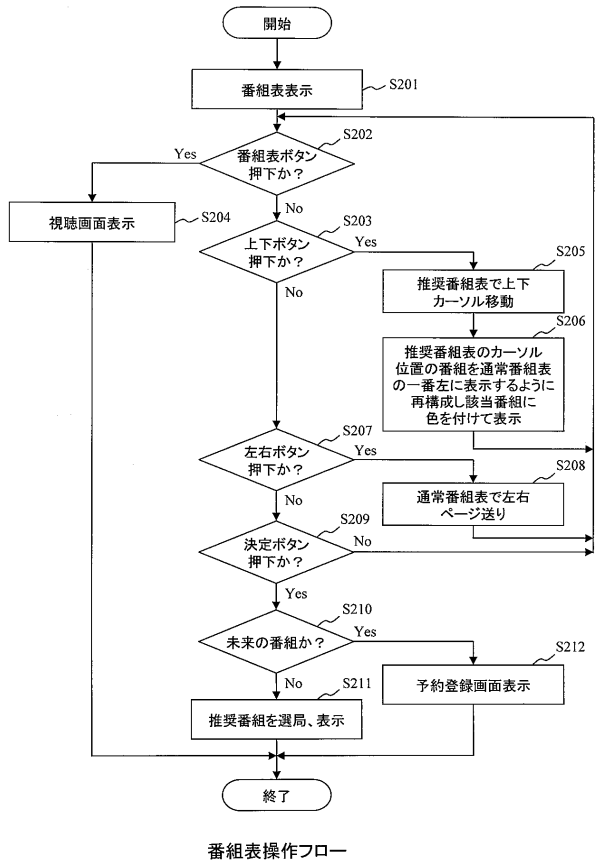 開始
番組表表示
S201
番組表ボタン
押下か？
S202
Yes
No
視聴画面表示
S204
上下ボタン
押下か？
S203
Yes
No
推奨番組表で上下
カーソル移動
S205
推奨番組表のカーソル
位置の番組を通常番組表
の一番左に表示するように
再構成し該当番組に
色を付けて表示
S206
左右ボタン
押下か？
S207
Yes
No
通常番組表で左右
ページ送り
S208
決定ボタン
押下か？
S209
No
Yes
未来の番組か？
S210
Yes
No
推奨番組を選局、表示
S211
予約登録画面表示
S212
終了
番組表操作フロー